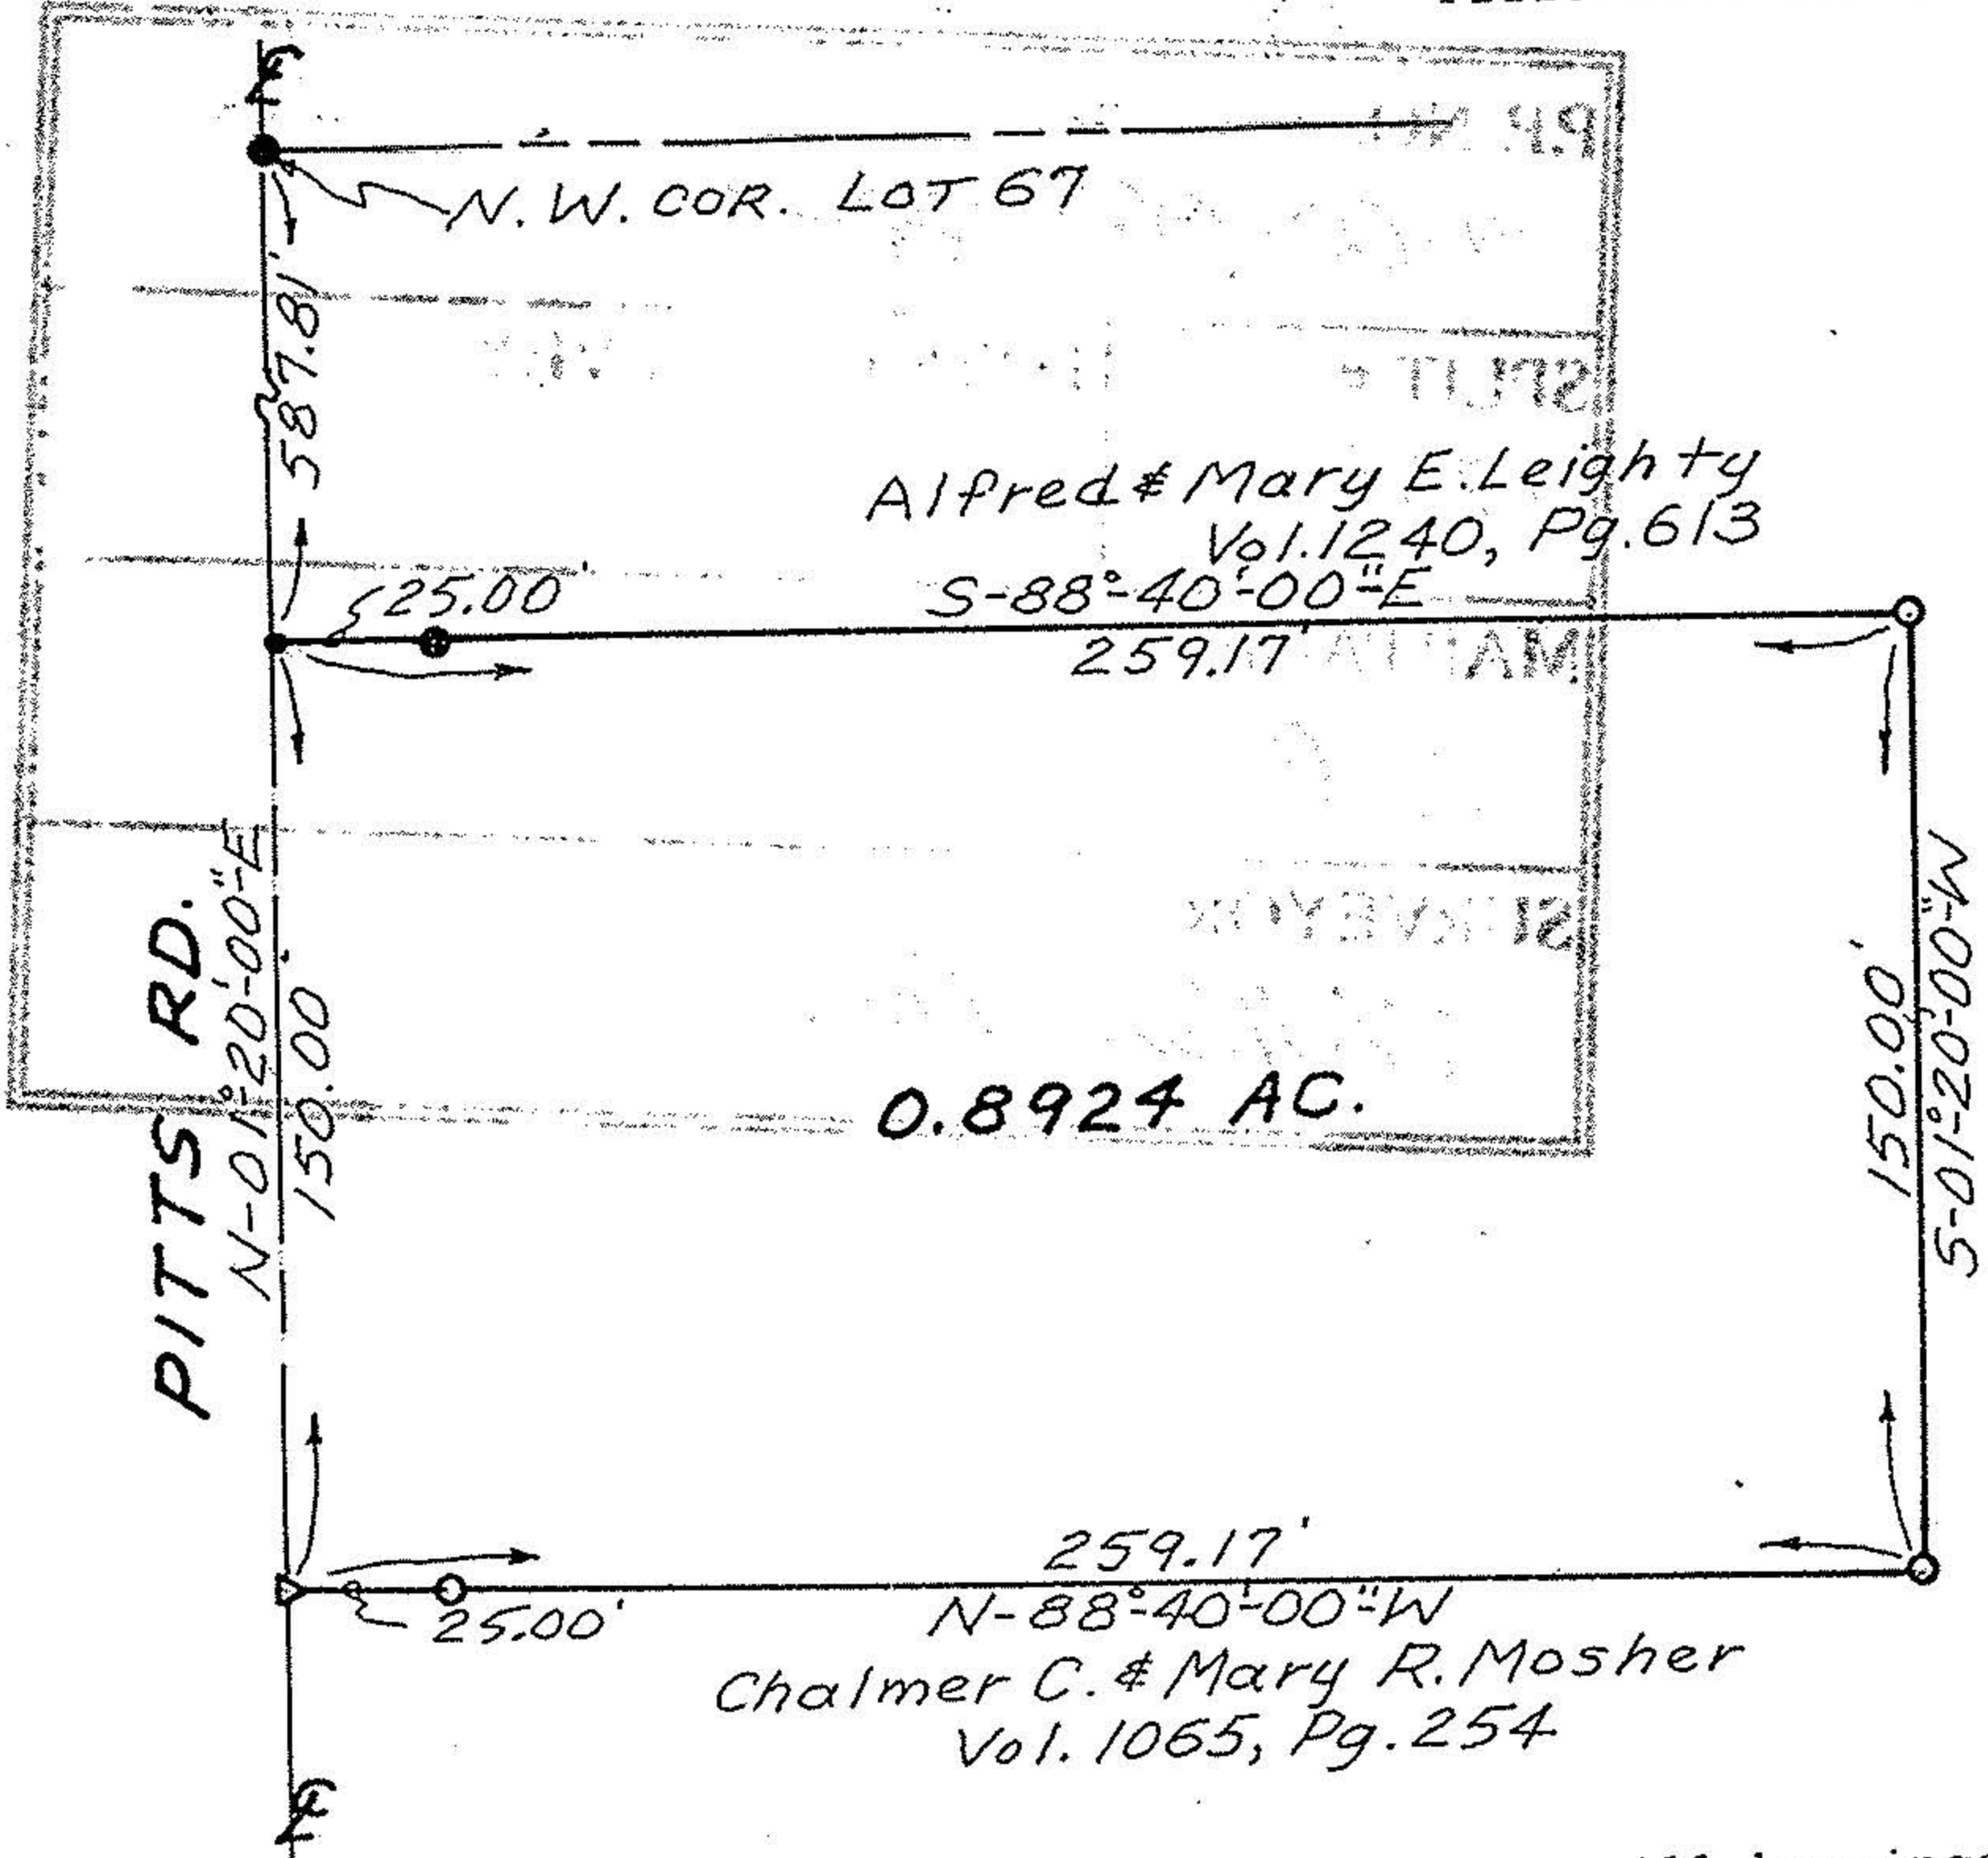 N. W. COR. LOT 67
587.81'
Alfred & Mary E. Leighty
Vol. 1240, Pg. 613
25.00'
S-88°-40'-00"-E
259.17'
PITTS RD.
N-01°-20'-00"-E
150.00'
0.8924 AC.
150.00'
S-01°-20'-00"-W
259.17'
25.00'
N-88°-40'-00"-W
Chalmer C. & Mary R. Mosher
Vol. 1065, Pg. 254